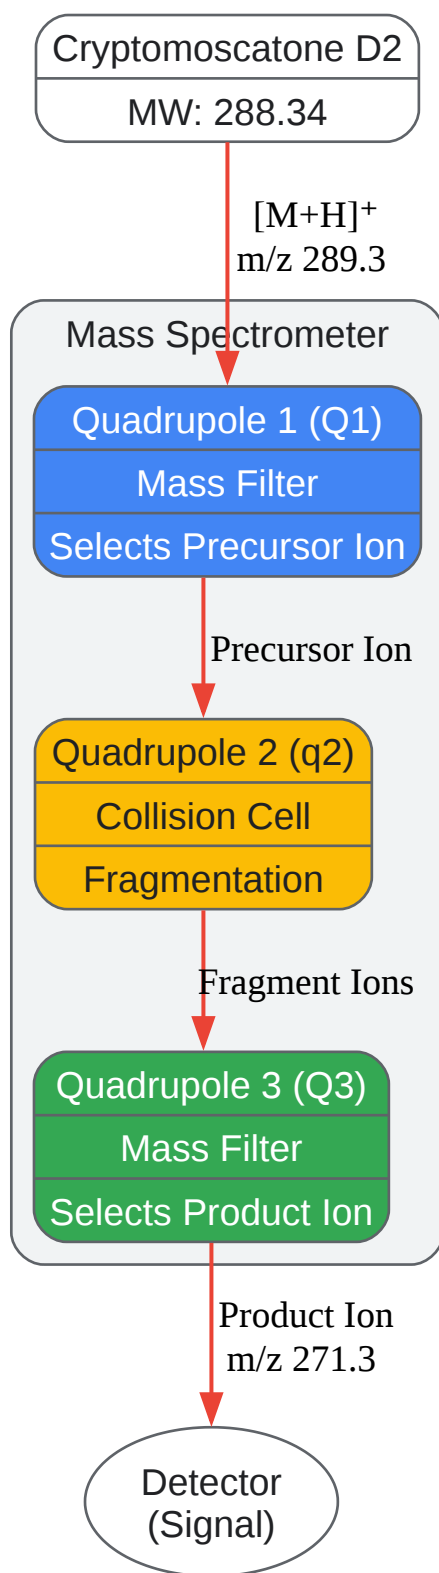 Cryptomoscatone D2
MW: 288.34
[M+H]⁺
m/z 289.3
Mass Spectrometer
Quadrupole 1 (Q1)
Mass Filter
Selects Precursor Ion
Precursor Ion
Quadrupole 2 (q2)
Collision Cell
Fragmentation
Fragment Ions
Quadrupole 3 (Q3)
Mass Filter
Selects Product Ion
Product Ion
m/z 271.3
Detector
(Signal)